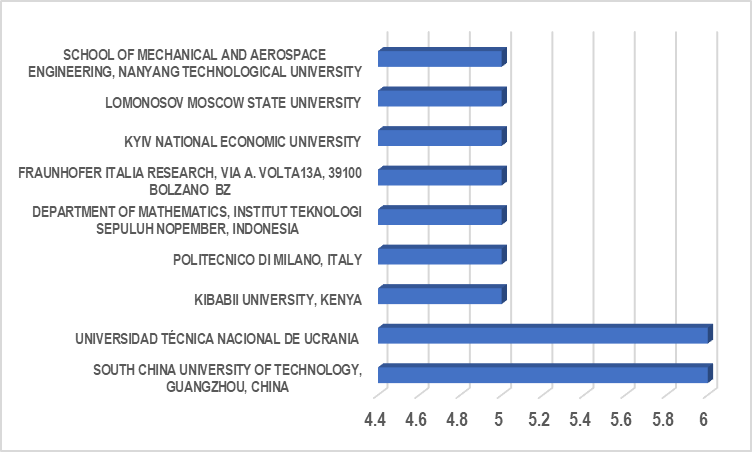 SCHOOL OF MECHANICAL AND AEROSPACE
ENGINEERING, NANYANG TECHNOLOGICAL UNIVERSITY
LOMONOSOV MOSCOW STATE UNIVERSITY
KYIV NATIONAL ECONOMIC UNIVERSITY
FRAUNHOFER ITALIA RESEARCH, VIA A. VOLTA13A, 39100
BOLZANO BZ
DEPARTMENT OF MATHEMATICS, INSTITUT TEKNOLOGI
SEPULUH NOPEMBER, INDONESIA
POLITECNICO DI MILANO, ITALY
KIBABII UNIVERSITY, KENYA
UNIVERSIDAD TÉCNICA NACIONAL DE UCRANIA
SOUTH CHINA UNIVERSITY OF TECHNOLOGY,
GUANGZHOU, CHINA
4.4 4.6 4.8 5 5.2 5.4 5.6 5.8 6